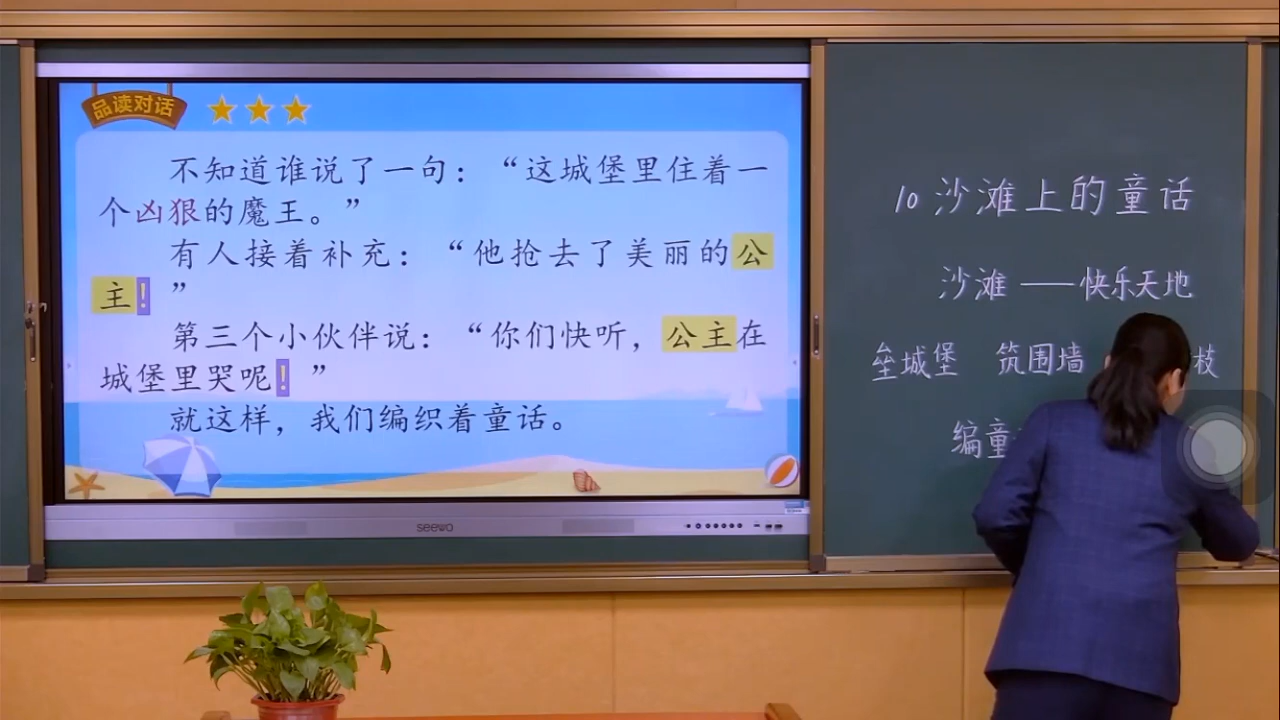 品读对话
不知道谁说了一句：“这城堡里住着一
个凶狠的魔王。”
有人接着补充：“他抢去了美丽的公
主！”
第三个小伙伴说：“你们快听，公主在
城堡里哭呢！”
就这样，我们编织着童话。
seewo
10 沙滩上的童话
沙滩 —— 快乐天地
垒城堡 筑围墙 枝
编童